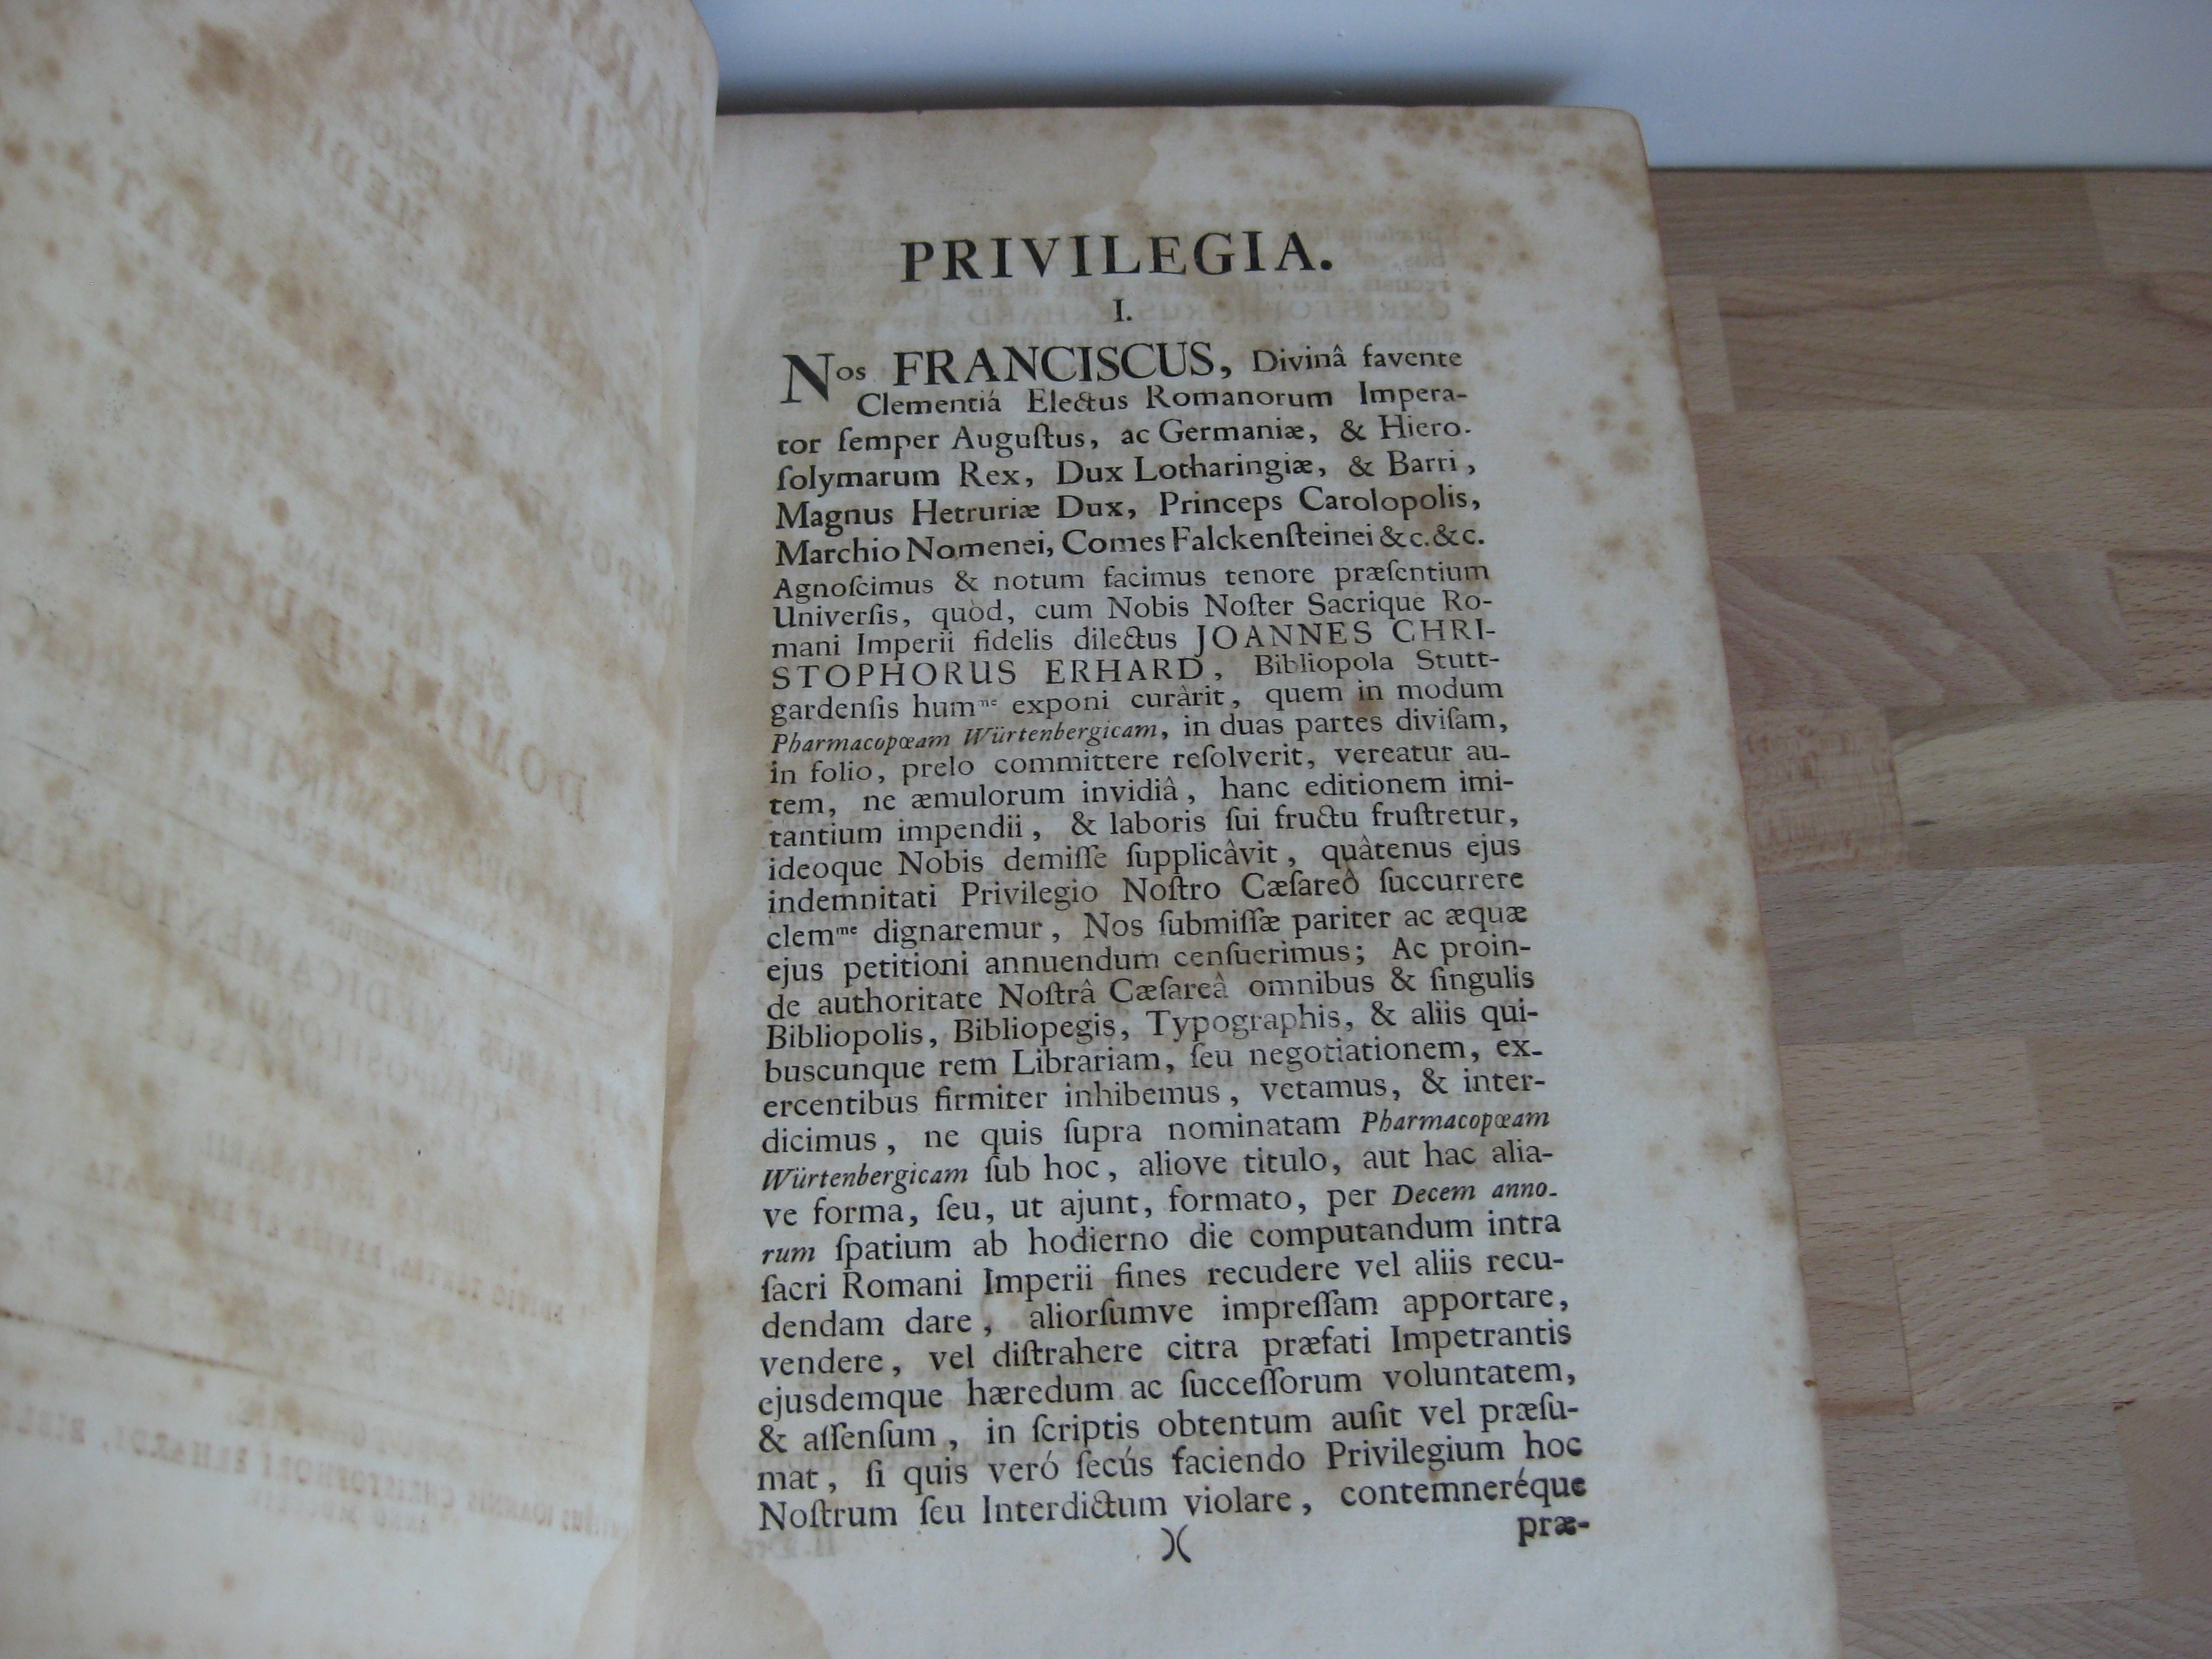 PRIVILEGIA.
I.
Nos FRANCISCUS, Divinâ favente
Clementiá Electus Romanorum Impera-
tor ſemper Auguſtus, ac Germaniæ, & Hiero-
ſolymarum Rex, Dux Lotharingiæ, & Barri,
Magnus Hetruriæ Dux, Princeps Carolopolis,
Marchio Nomenei, Comes Falckenſteinei &c. &c.
Agnoſcimus & notum facimus tenore præſentium
Univerſis, quòd, cum Nobis Noſter Sacrique Ro-
mani Imperii fidelis dilectus JOANNES CHRI-
STOPHORUS ERHARD, Bibliopola Stutt-
gardenſis humᵐᵉ exponi curàrit, quem in modum
Pharmacopœam Würtenbergicam, in duas partes diviſam,
in folio, prelo committere reſolverit, vereatur au-
tem, ne æmulorum invidiâ, hanc editionem imi-
tantium impendii, & laboris ſui fructu fruſtretur,
ideoque Nobis demiſſe ſupplicâvit, quâtenus ejus
indemnitati Privilegio Noſtro Cæſareô ſuccurrere
clemᵐᵉ dignaremur, Nos ſubmiſſæ pariter ac æquæ
ejus petitioni annuendum cenſuerimus; Ac proin-
de authoritate Noſtrâ Cæſareâ omnibus & ſingulis
Bibliopolis, Bibliopegis, Typographis, & aliis qui-
buscunque rem Librariam, ſeu negotiationem, ex-
ercentibus firmiter inhibemus, vetamus, & inter-
dicimus, ne quis ſupra nominatam Pharmacopœam
Würtenbergicam ſub hoc, aliove titulo, aut hac alia-
ve forma, ſeu, ut ajunt, formato, per Decem anno-
rum ſpatium ab hodierno die computandum intra
ſacri Romani Imperii fines recudere vel aliis recu-
dendam dare, aliorſumve impreſſam apportare,
vendere, vel diſtrahere citra præfati Impetrantis
ejusdemque hæredum ac ſucceſſorum voluntatem,
& aſſenſum, in ſcriptis obtentum auſit vel præſu-
mat, ſi quis veró ſecús faciendo Privilegium hoc
Noſtrum ſeu Interdictum violare, contemneréque
)( præ-